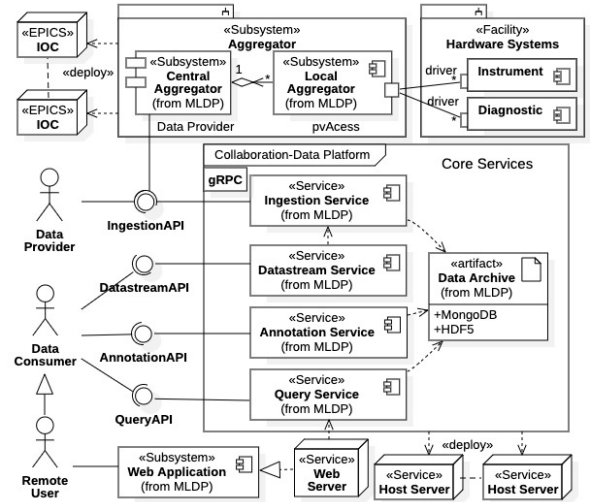 «EPICS»
IOC
«deploy»
«EPICS»
IOC
«Subsystem»
Aggregator
«Subsystem»
Central
Aggregator
(from MLDP)
1
*
«Subsystem»
Local
Aggregator
(from MLDP)
Data Provider
pvAcess
«Facility»
Hardware Systems
driver
*
Instrument
driver
*
Diagnostic
Collaboration-Data Platform
Core Services
gRPC
«Service»
Ingestion Service
(from MLDP)
Data
Provider
IngestionAPI
«Service»
Datastream Service
(from MLDP)
DatastreamAPI
«artifact»
Data Archive
(from MLDP)
+MongoDB
+HDF5
Data
Consumer
AnnotationAPI
«Service»
Annotation Service
(from MLDP)
QueryAPI
«Service»
Query Service
(from MLDP)
Remote
User
«Subsystem»
Web Application
(from MLDP)
«Service»
Web
Server
«deploy»
«Service»
Host Server
«Service»
Host Server